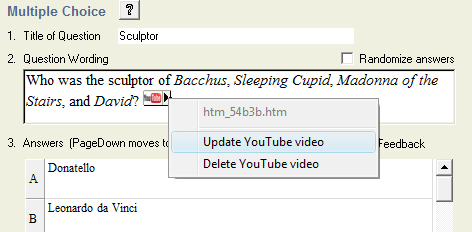 Multiple Choice ?
1. Title of Question Sculptor
2. Question Wording Randomize answers
Who was the sculptor of Bacchus, Sleeping Cupid, Madonna of the
Stairs, and David? You Tube
htm_54b3b.htm
Update YouTube video
Delete YouTube video
3. Answers (PageDown moves to Feedback
A Donatello
B Leonardo da Vinci